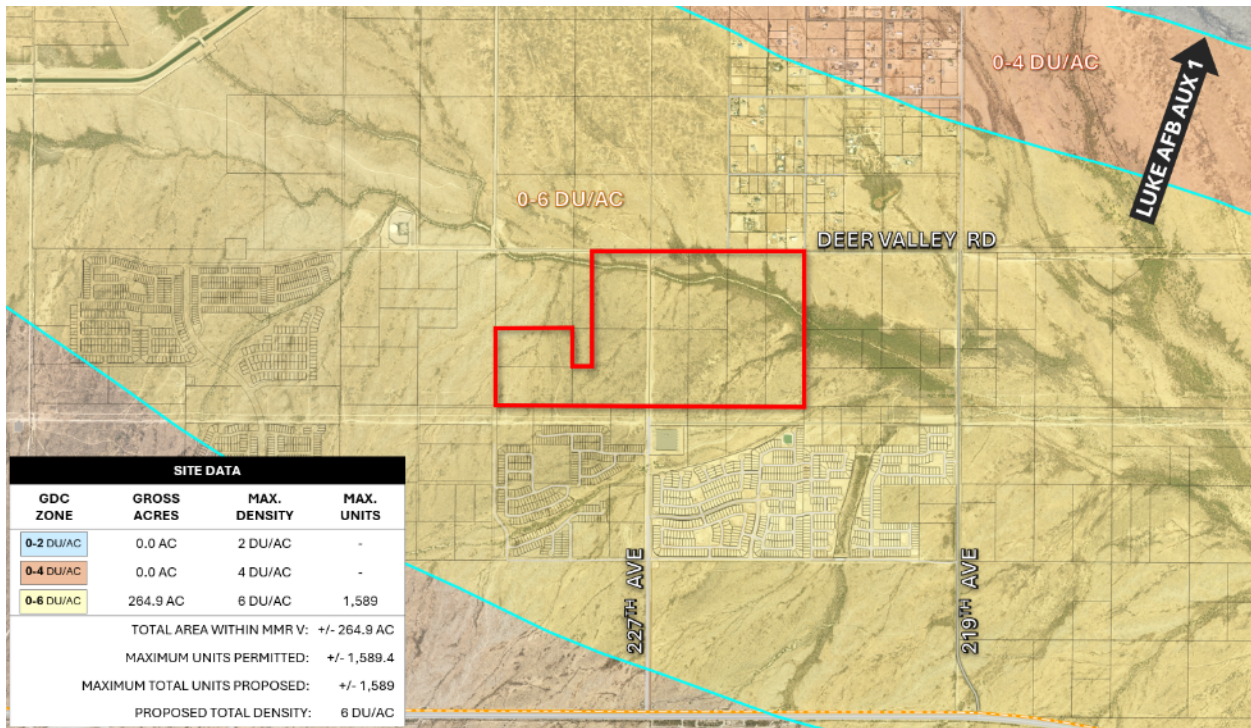 0-4 DU/AC
LUKE AFB AUX 1
0-6 DU/AC
DEER VALLEY RD
227TH AVE
219TH AVE
SITE DATA
GDC ZONE GROSS ACRES MAX. DENSITY MAX. UNITS
0-2 DU/AC 0.0 AC 2 DU/AC -
0-4 DU/AC 0.0 AC 4 DU/AC -
0-6 DU/AC 264.9 AC 6 DU/AC 1,589
TOTAL AREA WITHIN MMR V: +/- 264.9 AC
MAXIMUM UNITS PERMITTED: +/- 1,589.4
MAXIMUM TOTAL UNITS PROPOSED: +/- 1,589
PROPOSED TOTAL DENSITY: 6 DU/AC